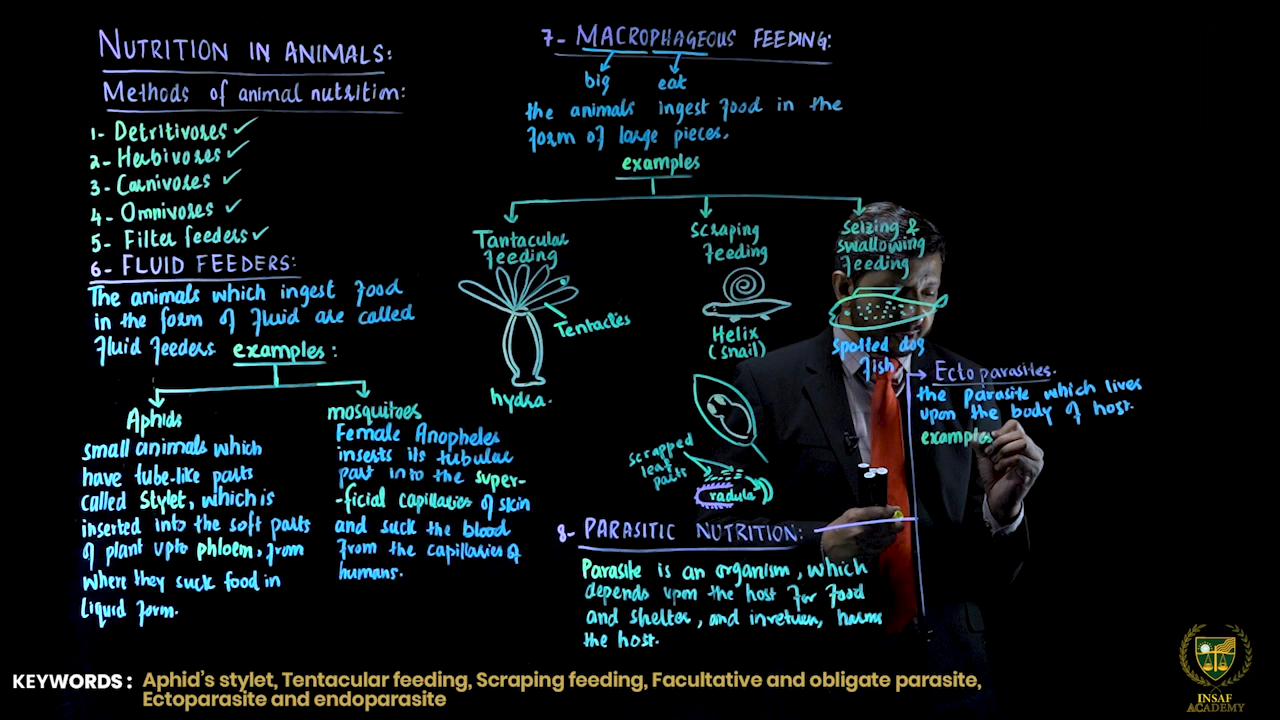 NUTRITION IN ANIMALS:
Methods of animal nutrition:
1- Detritivores ✓
2- Herbivores ✓
3- Carnivores ✓
4- Omnivores ✓
5- Filter feeders ✓
6- FLUID FEEDERS:
The animals which ingest food
in the form of fluid are called
fluid feeders. examples:
Aphids
small animals which
have tube-like parts
called stylet, which is
inserted into the soft parts
of plant upto phloem, from
where they suck food in
liquid form.
mosquitoes
Female Anopheles
inserts its tubular
part into the super-
-ficial capillaries of skin
and suck the blood
from the capillaries of
humans.
7- MACROPHAGEOUS FEEDING:
big eat
the animals ingest food in the
form of large pieces.
examples
Tantacular
feeding
Tentacles
hydra.
scraping
feeding
Helix
(snail)
scrapped
leaf
parts
radula
seizing &
swallowing
feeding
spotted dog
fish
8- PARASITIC NUTRITION:
Parasite is an organism, which
depends upon the host for food
and shelter, and in return, harms
the host.
Ecto parasites.
the parasite which lives
upon the body of host.
examples
KEYWORDS : Aphid's stylet, Tentacular feeding, Scraping feeding, Facultative and obligate parasite,
Ectoparasite and endoparasite
INSAF
ACADEMY